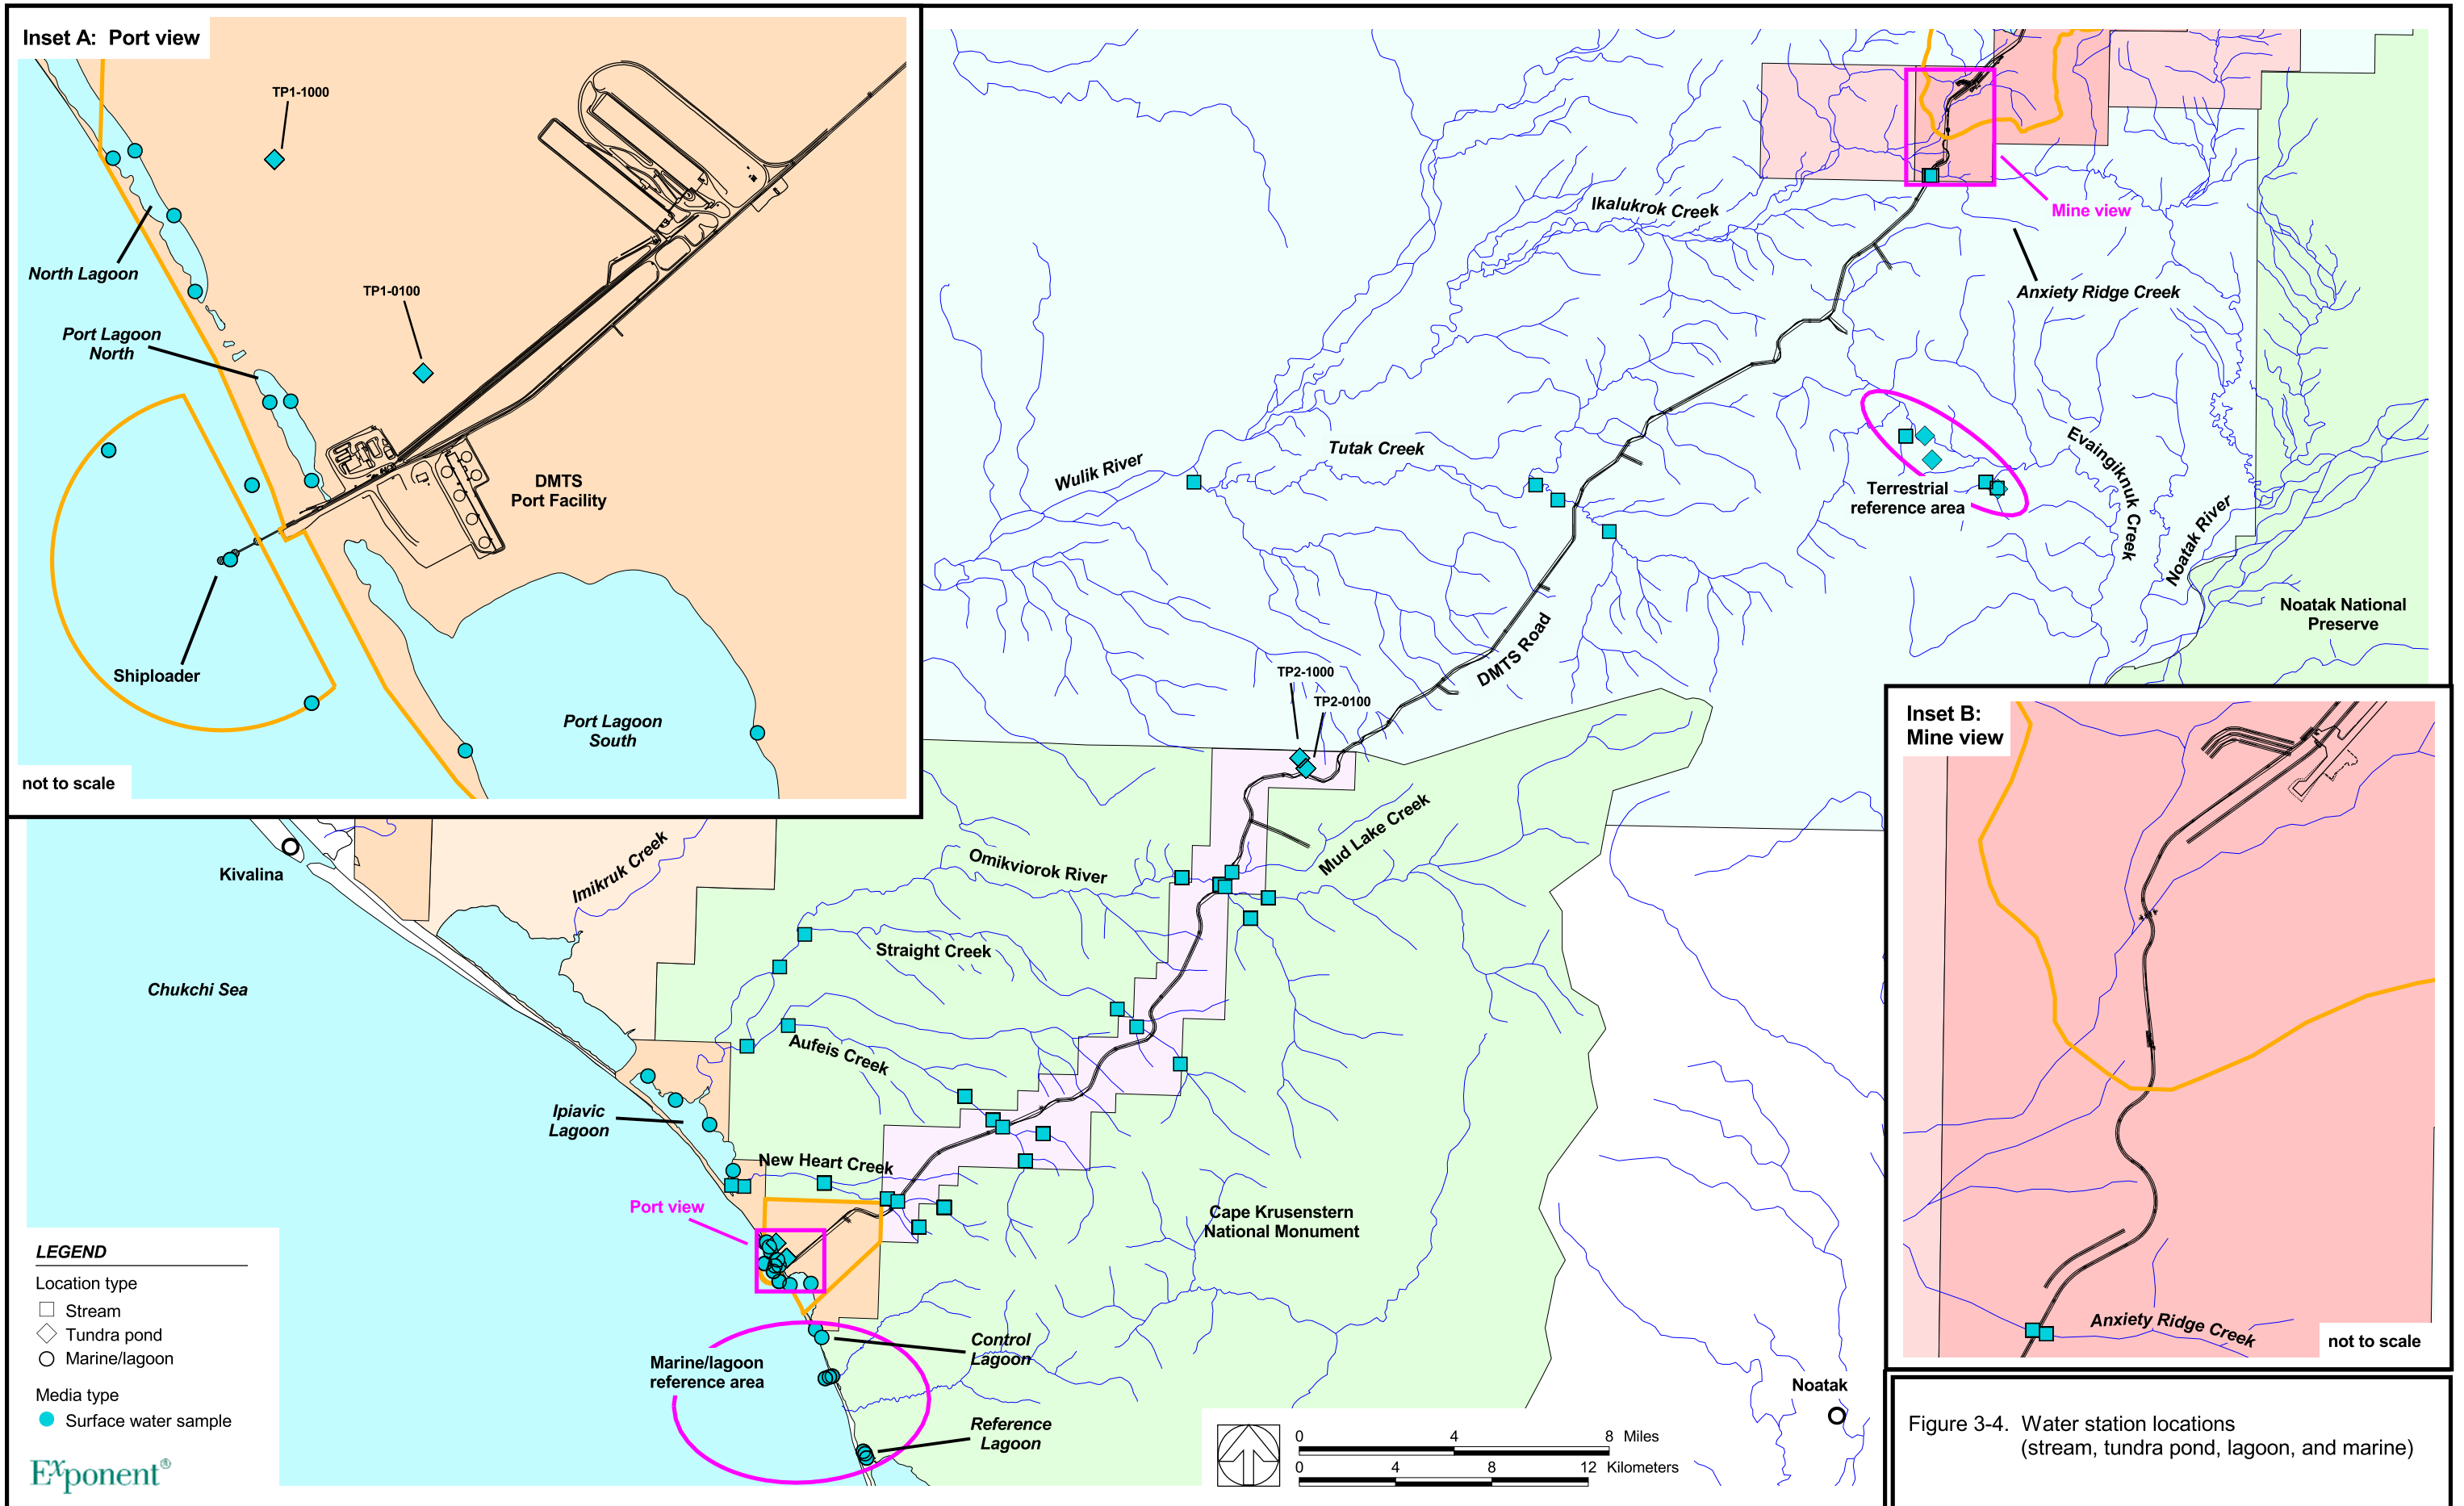 Inset A:  Port view
TP1-1000
North Lagoon
TP1-0100
Port Lagoon
North
DMTS
Port Facility
Shiploader
Port Lagoon
South
not to scale
Ikalukrok Creek
Mine view
Anxiety Ridge Creek
Wulik River
Tutak Creek
Terrestrial
reference area
Evaingiknuk Creek
Noatak River
Noatak National
Preserve
DMTS Road
TP2-1000
TP2-0100
Inset B:
Mine view
Anxiety Ridge Creek
not to scale
Kivalina
Imikruk Creek
Omikviorok River
Mud Lake Creek
Straight Creek
Chukchi Sea
Aufeis Creek
Ipiavic
Lagoon
New Heart Creek
Port view
Cape Krusenstern
National Monument
Control
Lagoon
Marine/lagoon
reference area
Reference
Lagoon
Noatak
LEGEND
Location type
Stream
Tundra pond
Marine/lagoon
Media type
Surface water sample
Exponent®
0 4 8 Miles
0 4 8 12 Kilometers
Figure 3-4.  Water station locations
(stream, tundra pond, lagoon, and marine)